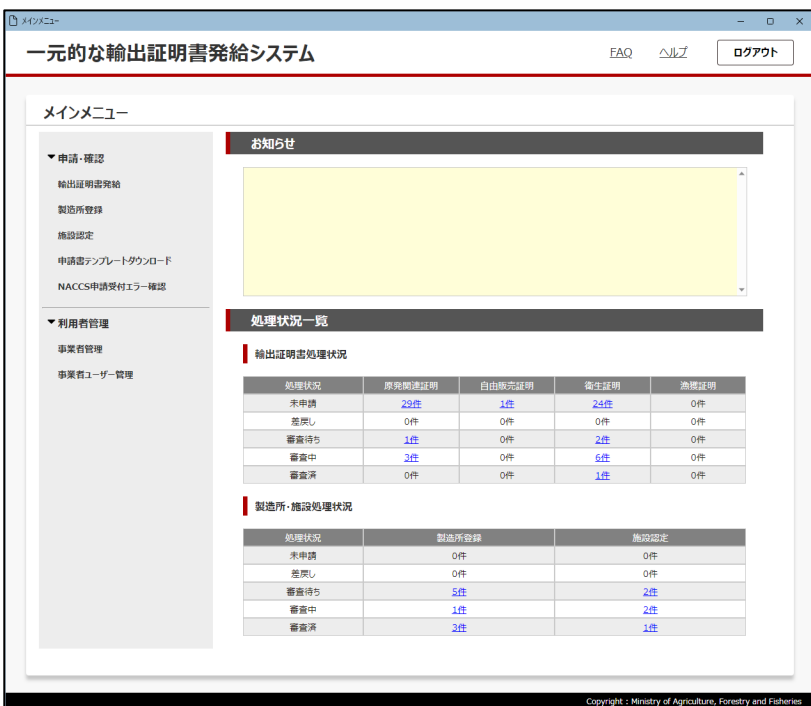 メインメニュー
一元的な輸出証明書発給システム
FAQ ヘルプ ログアウト
メインメニュー
▼申請・確認
輸出証明書発給
製造所登録
施設認定
申請書テンプレートダウンロード
NACCS申請受付エラー確認
▼利用者管理
事業者管理
事業者ユーザー管理
お知らせ
処理状況一覧
輸出証明書処理状況
処理状況 原発関連証明 自由販売証明 衛生証明 漁獲証明
未申請 29件 1件 24件 0件
差戻し 0件 0件 0件 0件
審査待ち 1件 0件 2件 0件
審査中 3件 0件 6件 0件
審査済 0件 0件 1件 0件
製造所・施設処理状況
処理状況 製造所登録 施設認定
未申請 0件 0件
差戻し 0件 0件
審査待ち 5件 2件
審査中 1件 2件
審査済 3件 1件
Copyright : Ministry of Agriculture, Forestry and Fisheries